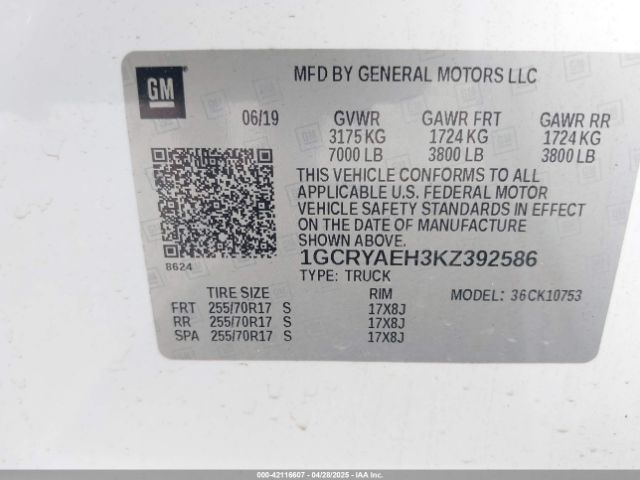 GM
MFD BY GENERAL MOTORS LLC
06/19 GVWR GAWR FRT GAWR RR
3175 KG 1724 KG 1724 KG
7000 LB 3800 LB 3800 LB
THIS VEHICLE CONFORMS TO ALL
APPLICABLE U.S. FEDERAL MOTOR
VEHICLE SAFETY STANDARDS IN EFFECT
ON THE DATE OF MANUFACTURE
SHOWN ABOVE.
8624
1GCRYAEH3KZ392586
TYPE: TRUCK
TIRE SIZE RIM MODEL: 36CK10753
FRT 255/70R17 S 17X8J
RR 255/70R17 S 17X8J
SPA 255/70R17 S 17X8J
000-42116607 - 04/28/2025 - IAA Inc.